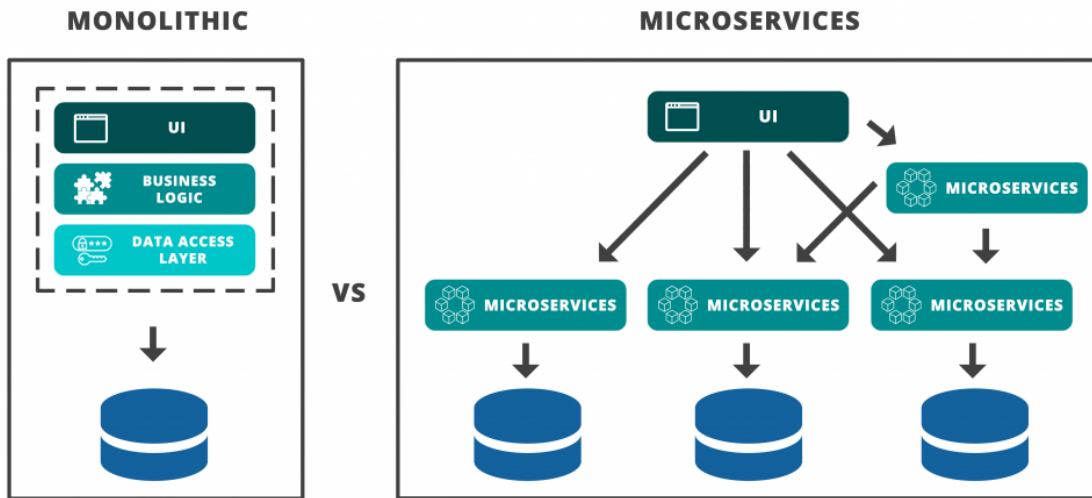 MONOLITHIC
UI
BUSINESS
LOGIC
DATA ACCESS
LAYER
VS
MICROSERVICES
UI
MICROSERVICES
MICROSERVICES
MICROSERVICES
MICROSERVICES